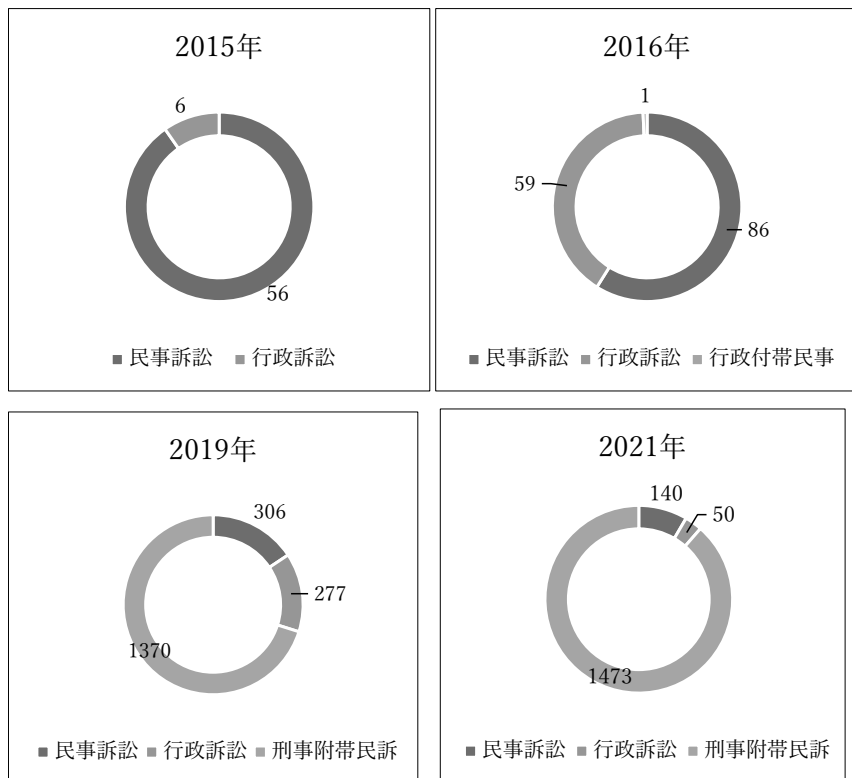 2015年
6
56
■ 民事訴訟 ■ 行政訴訟
2016年
1
59
86
■ 民事訴訟 ■ 行政訴訟 ■ 行政付帯民事
2019年
306
277
1370
■ 民事訴訟 ■ 行政訴訟 ■ 刑事附帯民訴
2021年
140
50
1473
■ 民事訴訟 ■ 行政訴訟 ■ 刑事附帯民訴